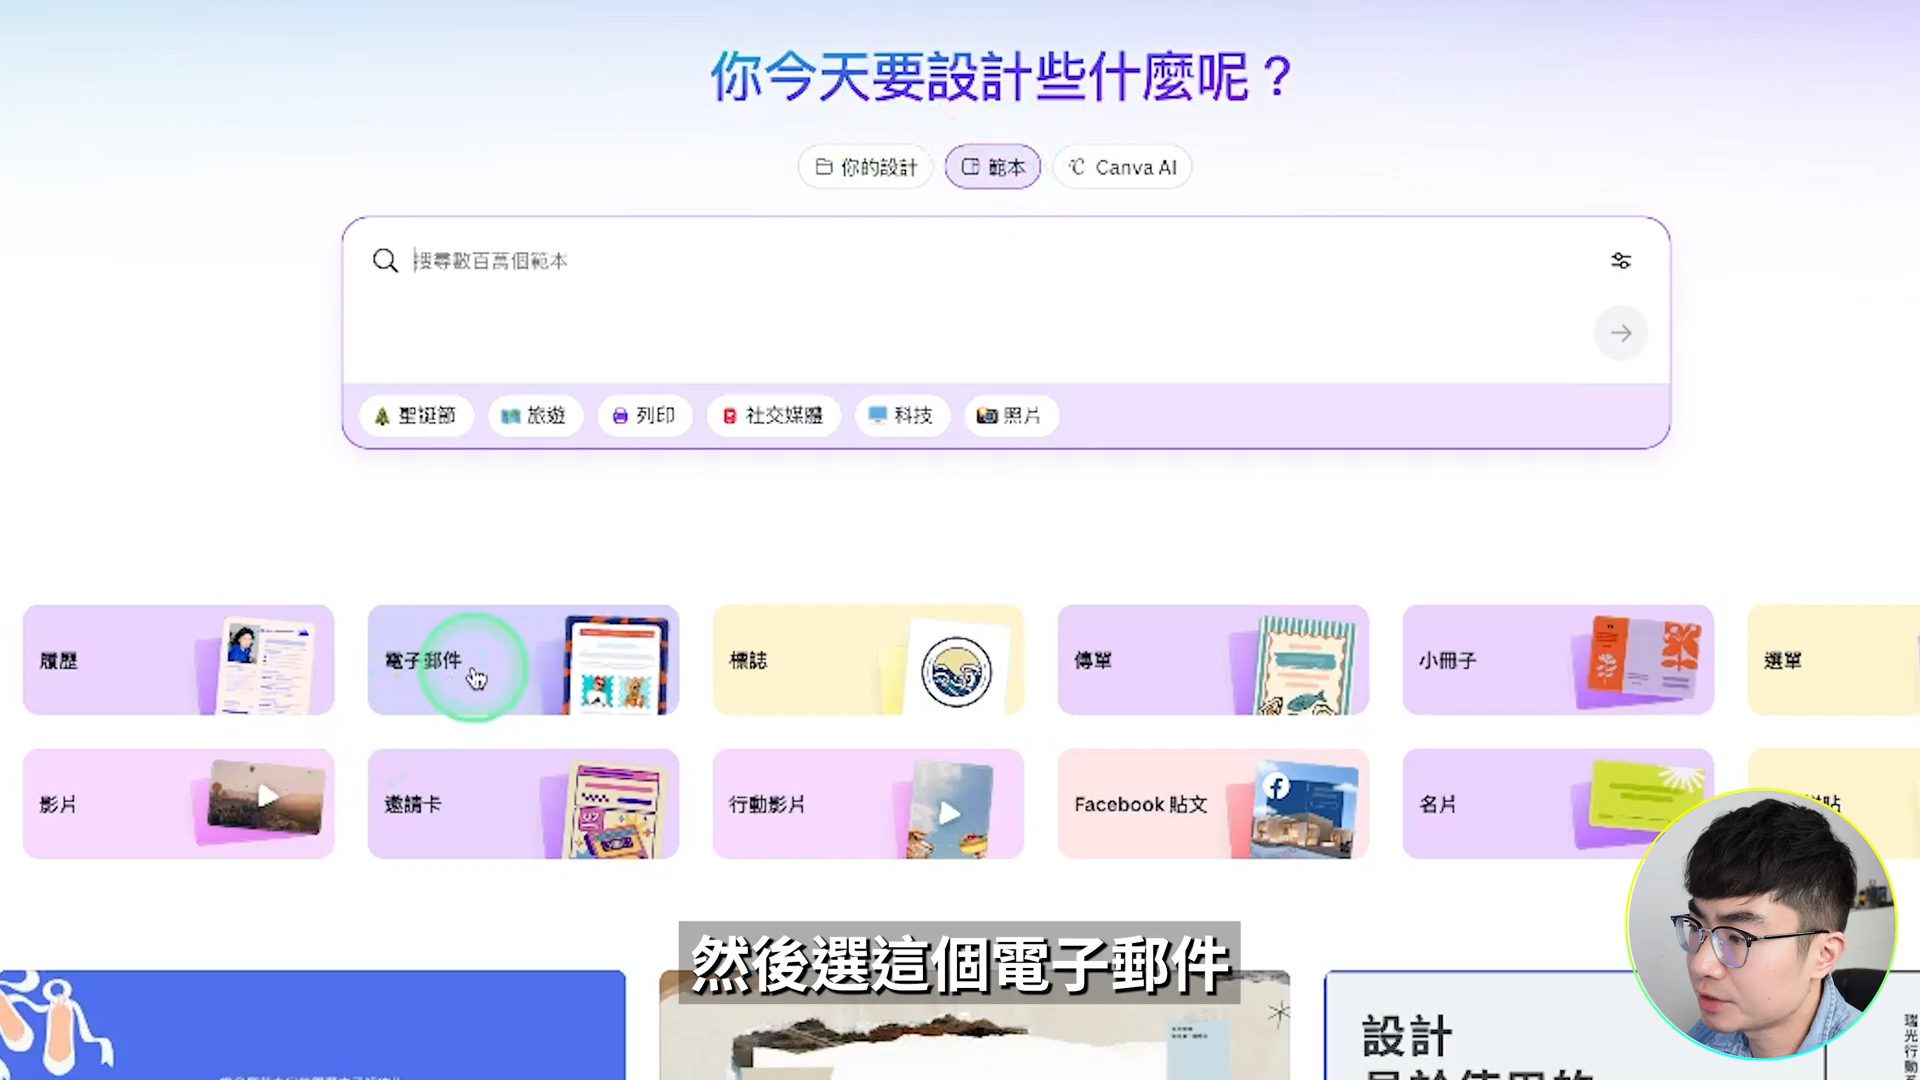 你今天要設計些什麼呢？
你的設計
範本
Canva AI
搜尋數百萬個範本
聖誕節
旅遊
列印
社交媒體
科技
照片
履歷
電子郵件
標誌
傳單
小冊子
選單
影片
邀請卡
行動影片
Facebook 貼文
名片
然後選這個電子郵件
設計
瑞光行動